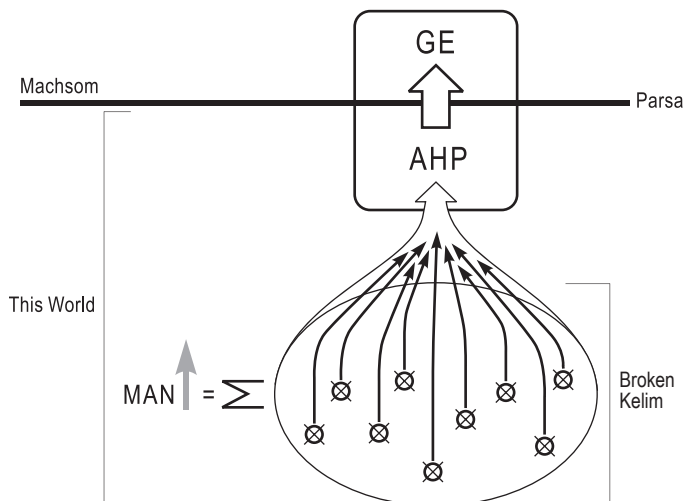 GE
Machsom
Parsa
AHP
This World
MAN = Σ
Broken
Kelim